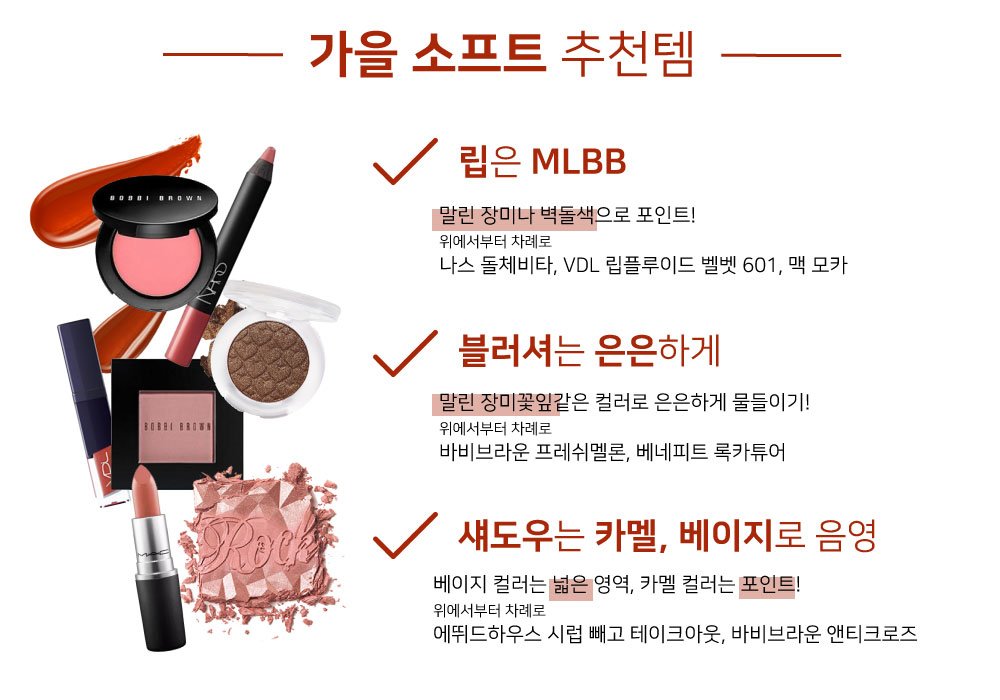 가을 소프트 추천템
립은 MLBB
말린 장미나 벽돌색으로 포인트!
위에서부터 차례로
나스 돌체비타, VDL 립플루이드 벨벳 601, 맥 모카
블러셔는 은은하게
말린 장미꽃잎같은 컬러로 은은하게 물들이기!
위에서부터 차례로
바비브라운 프레쉬멜론, 베네피트 록카튜어
섀도우는 카멜, 베이지로 음영
베이지 컬러는 넓은 영역, 카멜 컬러는 포인트!
위에서부터 차례로
에뛰드하우스 시럽 빼고 테이크아웃, 바비브라운 앤티크로즈
BOBBI BROWN
NARS
BOBBI BROWN
VDL
MAC
Rock